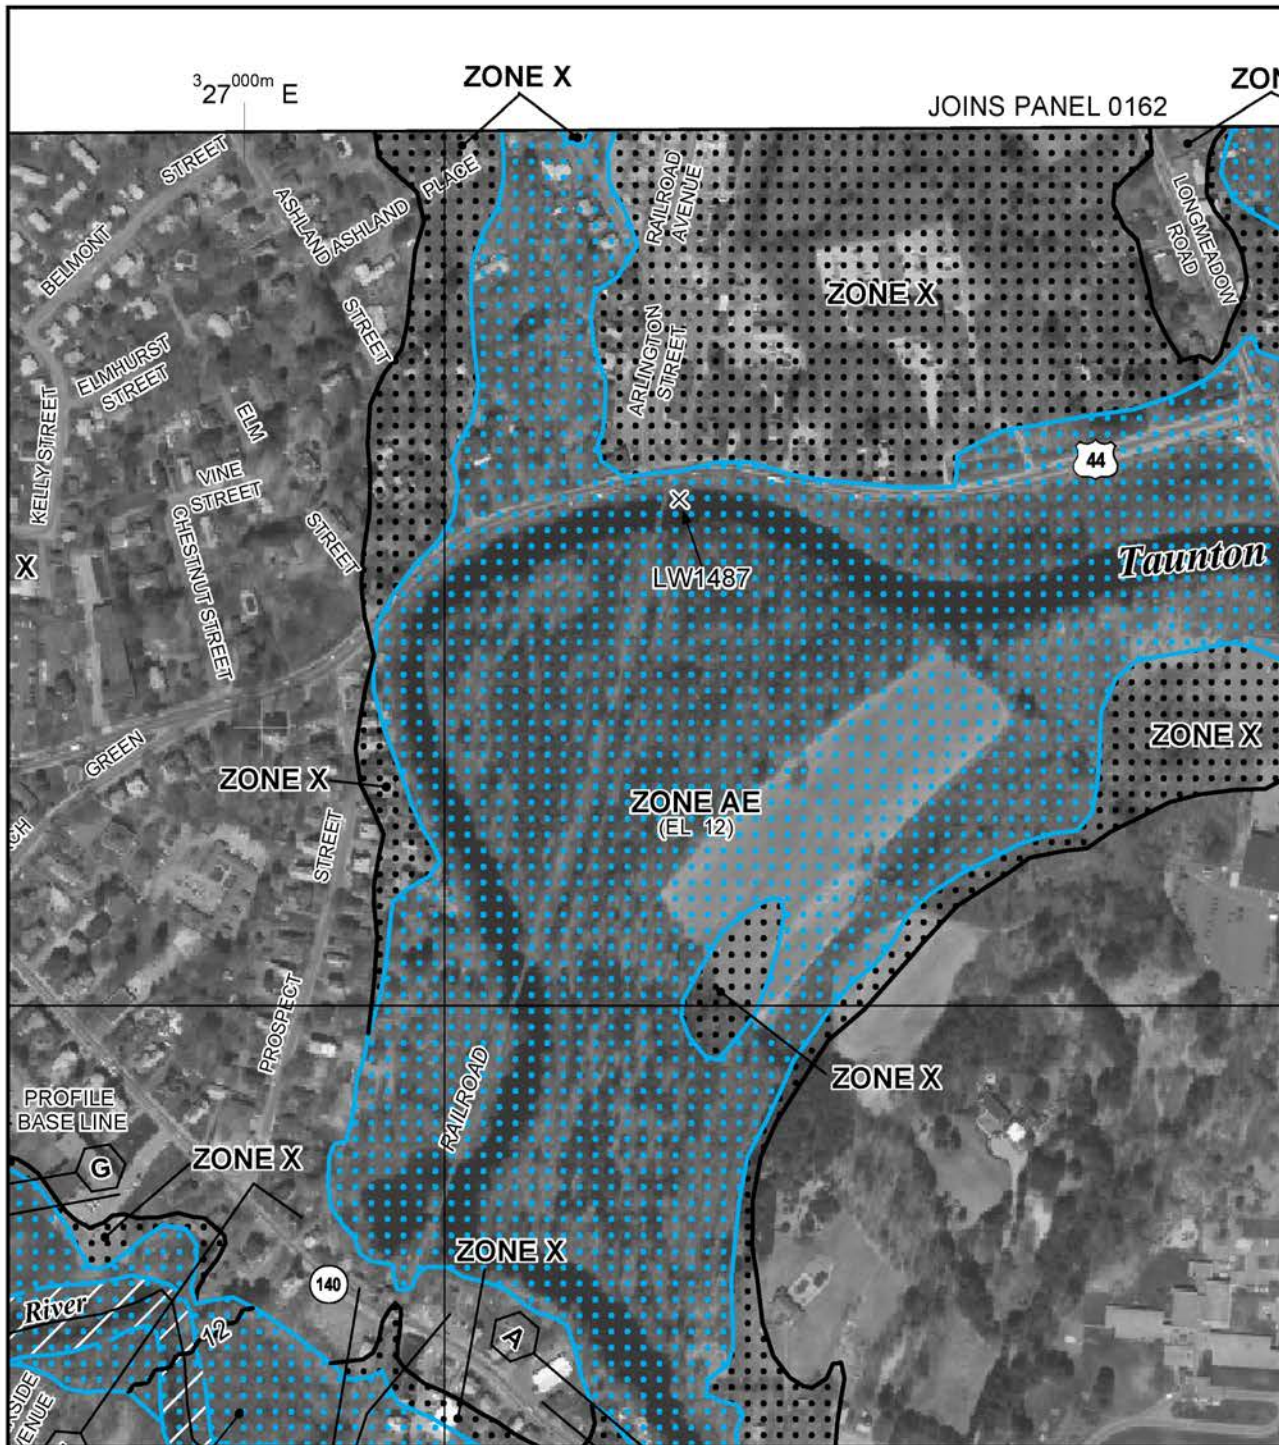 ZONE X
³27⁰⁰⁰ᵐ E
JOINS PANEL 0162
STREET
BELMONT
ASHLAND
STREET
ASHLAND PLACE
RAILROAD
AVENUE
LONGMEADOW
ROAD
ZONE X
ELMHURST
STREET
ARLINGTON
STREET
KELLY STREET
ELM
STREET
VINE
STREET
CHESTNUT STREET
44
X
LW1487
Taunton
GREEN
ZONE X
ZONE X
ZONE AE
(EL 12)
STREET
PROSPECT
RAILROAD
ZONE X
PROFILE
BASE LINE
G
ZONE X
ZONE X
140
River
12
A